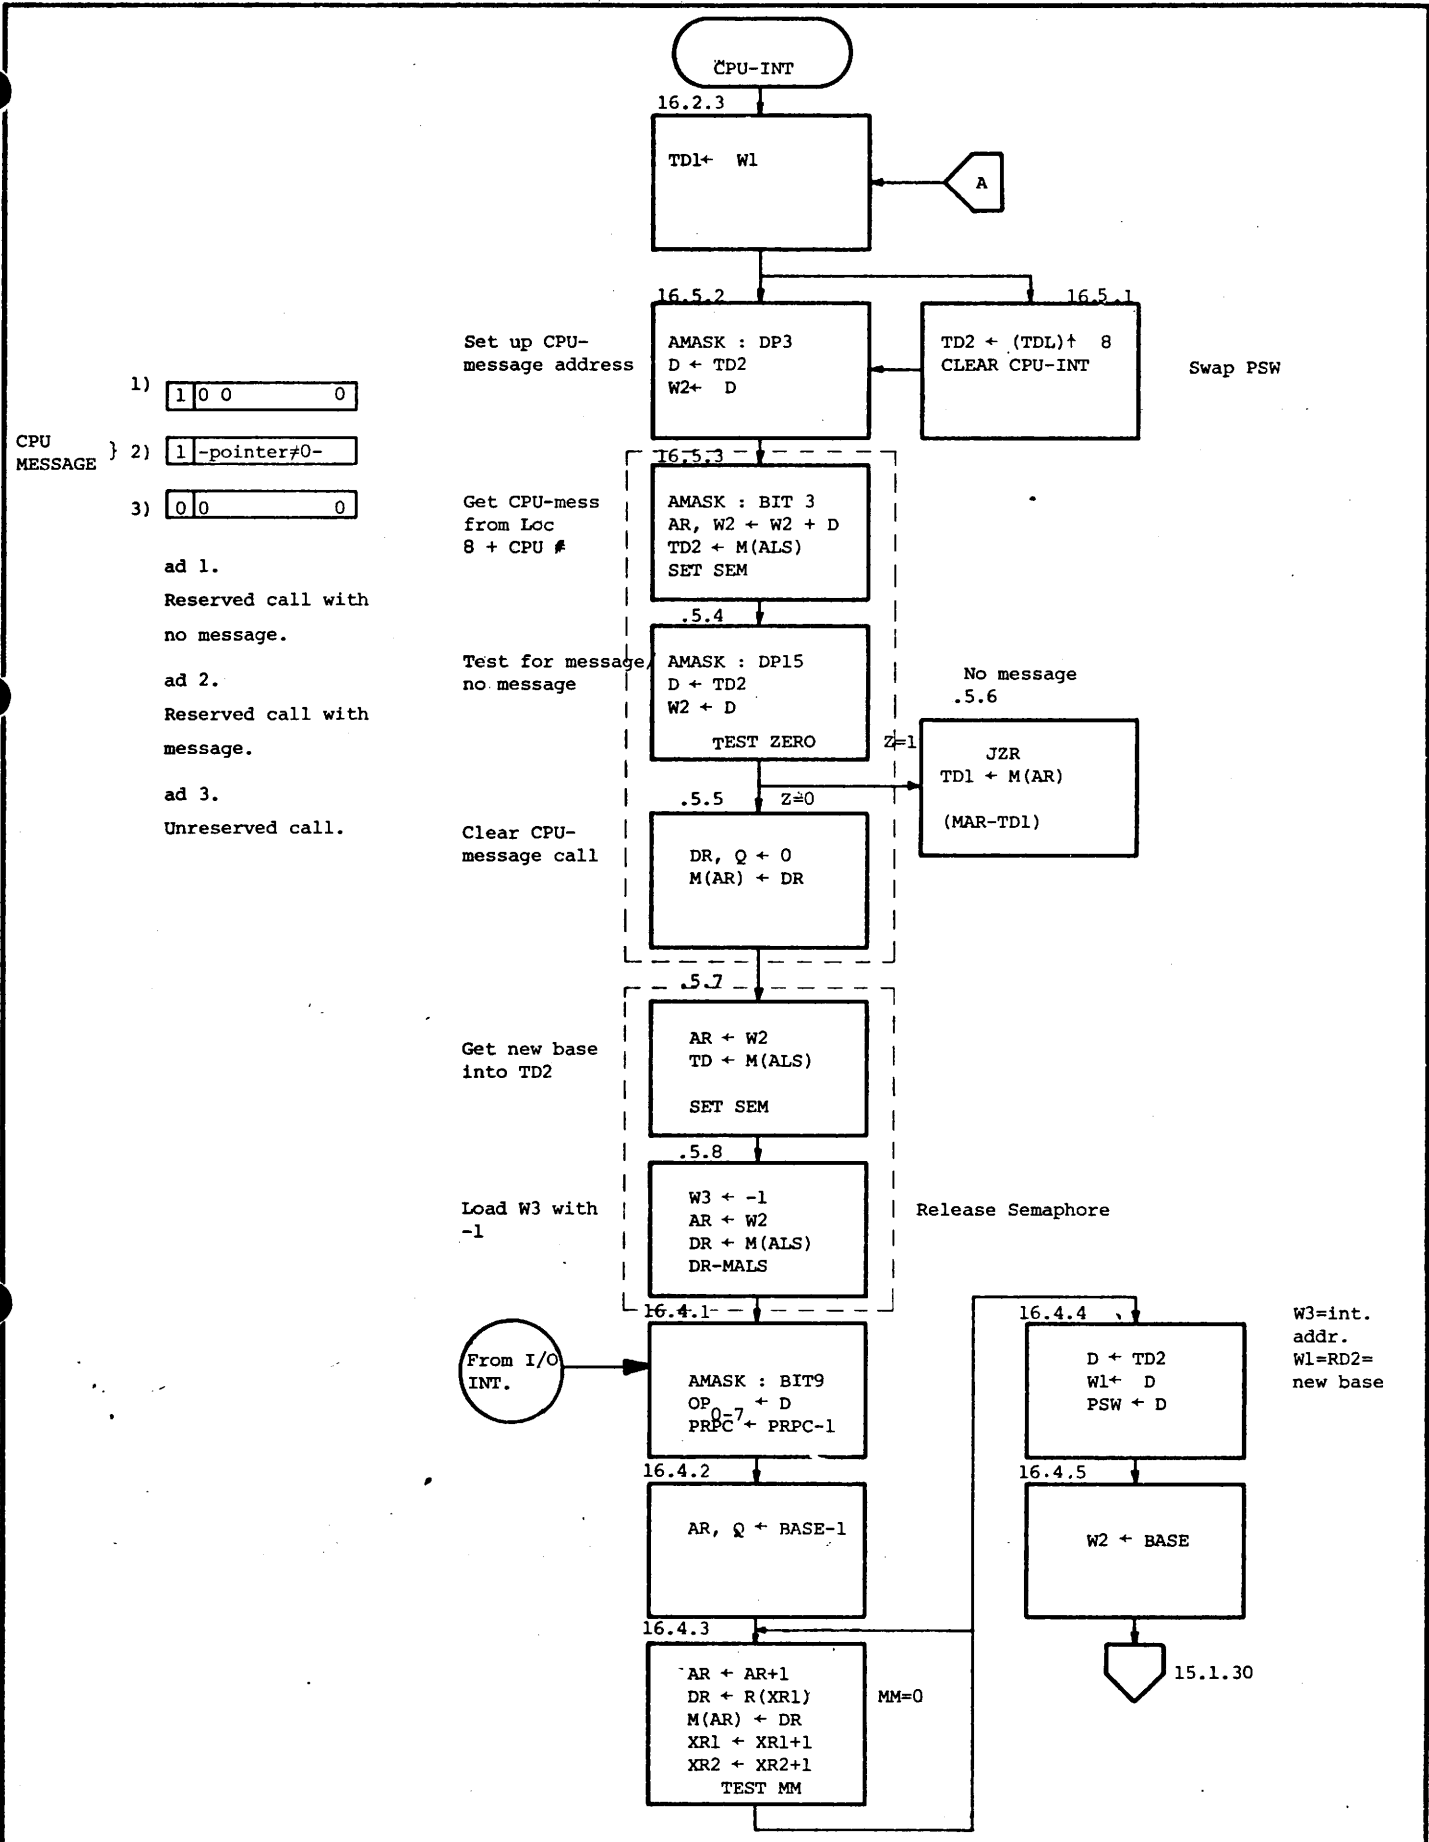 CPU-INT
16.2.3
TD1← W1
A
16.5.2
AMASK : DP3
D ← TD2
W2← D
Set up CPU-
message address
16.5.1
TD2 ← (TDL)↑ 8
CLEAR CPU-INT
Swap PSW
1) 1 0 0 0
CPU
MESSAGE } 2) 1 -pointer≠0-
3) 0 0 0
ad 1.
Reserved call with
no message.
ad 2.
Reserved call with
message.
ad 3.
Unreserved call.
16.5.3
Get CPU-mess
from Loc
8 + CPU #
AMASK : BIT 3
AR, W2 ← W2 + D
TD2 ← M(ALS)
SET SEM
.5.4
Test for message/
no message
AMASK : DP15
D ← TD2
W2 ← D
TEST ZERO
Z=1
No message
.5.6
JZR
TD1 ← M(AR)
(MAR-TD1)
.5.5 Z=0
Clear CPU-
message call
DR, Q ← 0
M(AR) ← DR
.5.7
Get new base
into TD2
AR ← W2
TD ← M(ALS)
SET SEM
.5.8
Load W3 with
-1
W3 ← -1
AR ← W2
DR ← M(ALS)
DR-MALS
Release Semaphore
16.4.1
From I/O
INT.
AMASK : BIT9
OP0-7 ← D
PRPC ← PRPC-1
16.4.2
AR, Q ← BASE-1
16.4.3
AR ← AR+1
DR ← R(XR1)
M(AR) ← DR
XR1 ← XR1+1
XR2 ← XR2+1
TEST MM
MM=0
16.4.4
D ← TD2
W1← D
PSW ← D
W3=int.
addr.
W1=RD2=
new base
16.4.5
W2 ← BASE
15.1.30